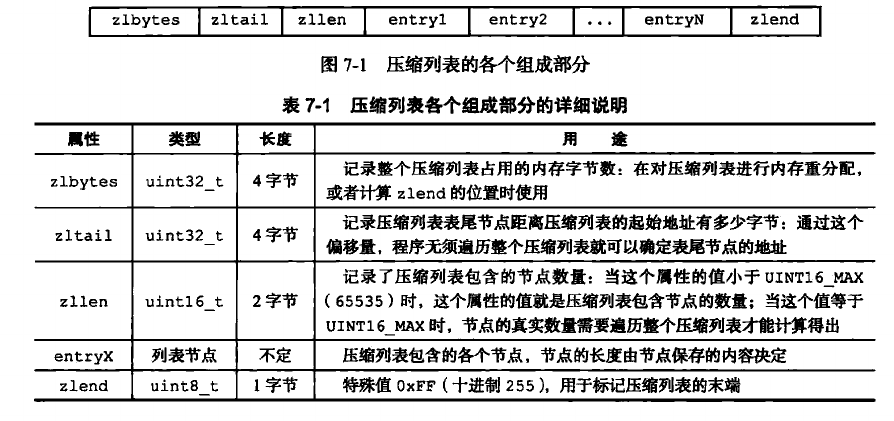 zlbytes zltail zllen entry1 entry2 ... entryN zlend
图 7-1 压缩列表的各个组成部分
表 7-1 压缩列表各个组成部分的详细说明
属性 类型 长度 用 途
zlbytes uint32_t 4 字节 记录整个压缩列表占用的内存字节数：在对压缩列表进行内存重分配，
或者计算 zlend 的位置时使用
zltail uint32_t 4 字节 记录压缩列表表尾节点距离压缩列表的起始地址有多少字节：通过这个
偏移量，程序无须遍历整个压缩列表就可以确定表尾节点的地址
zllen uint16_t 2 字节 记录了压缩列表包含的节点数量：当这个属性的值小于 UINT16_MAX
（65535）时，这个属性的值就是压缩列表包含节点的数量；当这个值等于
UINT16_MAX 时，节点的真实数量需要遍历整个压缩列表才能计算得出
entryX 列表节点 不定 压缩列表包含的各个节点，节点的长度由节点保存的内容决定
zlend uint8_t 1 字节 特殊值 0xFF（十进制 255），用于标记压缩列表的末端